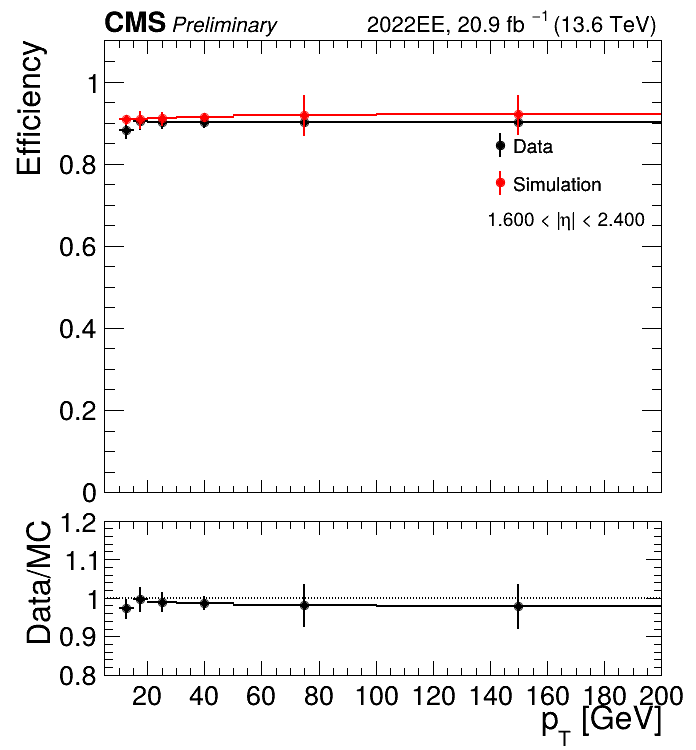 CMS Preliminary 2022EE, 20.9 fb⁻¹ (13.6 TeV)
Efficiency
1
0.8
0.6
0.4
0.2
0
Data
Simulation
1.600 < |η| < 2.400
Data/MC
1.2
1.1
1
0.9
0.8
20 40 60 80 100 120 140 160 180 200
p_T [GeV]